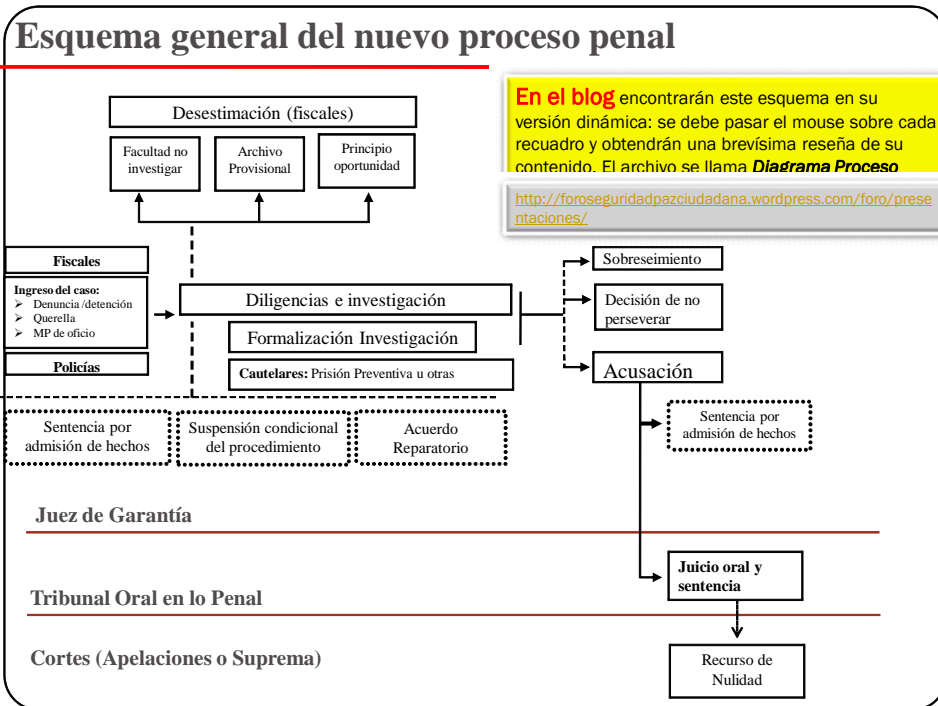 Esquema general del nuevo proceso penal
En el blog encontrarán este esquema en su
versión dinámica: se debe pasar el mouse sobre cada
recuadro y obtendrán una brevísima reseña de su
contenido. El archivo se llama Diagrama Proceso
http://foroseguridadpazciudadana.wordpress.com/foro/prese
ntaciones/
Desestimación (fiscales)
Facultad no
investigar
Archivo
Provisional
Principio
oportunidad
Fiscales
Ingreso del caso:
➢ Denuncia /detención
➢ Querella
➢ MP de oficio
Policías
Diligencias e investigación
Formalización Investigación
Cautelares: Prisión Preventiva u otras
Sobreseimiento
Decisión de no
perseverar
Acusación
Sentencia por
admisión de hechos
Suspensión condicional
del procedimiento
Acuerdo
Reparatorio
Sentencia por
admisión de hechos
Juez de Garantía
Juicio oral y
sentencia
Tribunal Oral en lo Penal
Cortes (Apelaciones o Suprema)
Recurso de
Nulidad